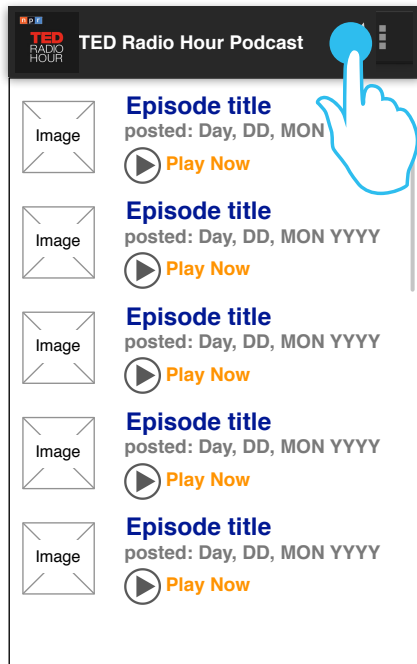 npr
TED
RADIO
HOUR
TED Radio Hour Podcast
Image
Episode title
posted: Day, DD, MON
Play Now
Image
Episode title
posted: Day, DD, MON YYYY
Play Now
Image
Episode title
posted: Day, DD, MON YYYY
Play Now
Image
Episode title
posted: Day, DD, MON YYYY
Play Now
Image
Episode title
posted: Day, DD, MON YYYY
Play Now